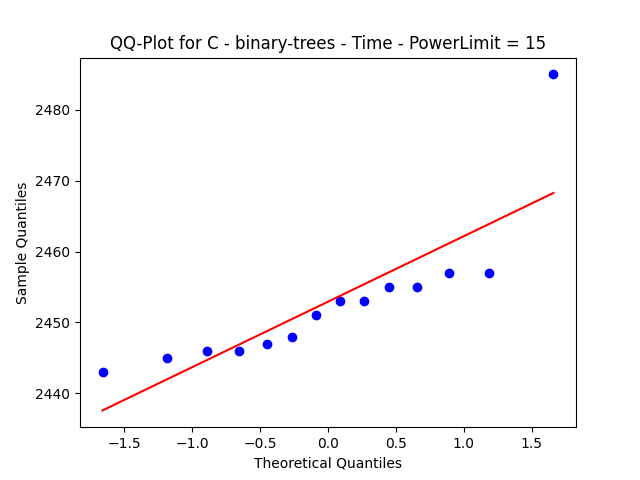 QQ-Plot for C - binary-trees - Time - PowerLimit = 15
2480
2470
2460
2450
2440
Sample Quantiles
−1.5 −1.0 −0.5 0.0 0.5 1.0 1.5
Theoretical Quantiles